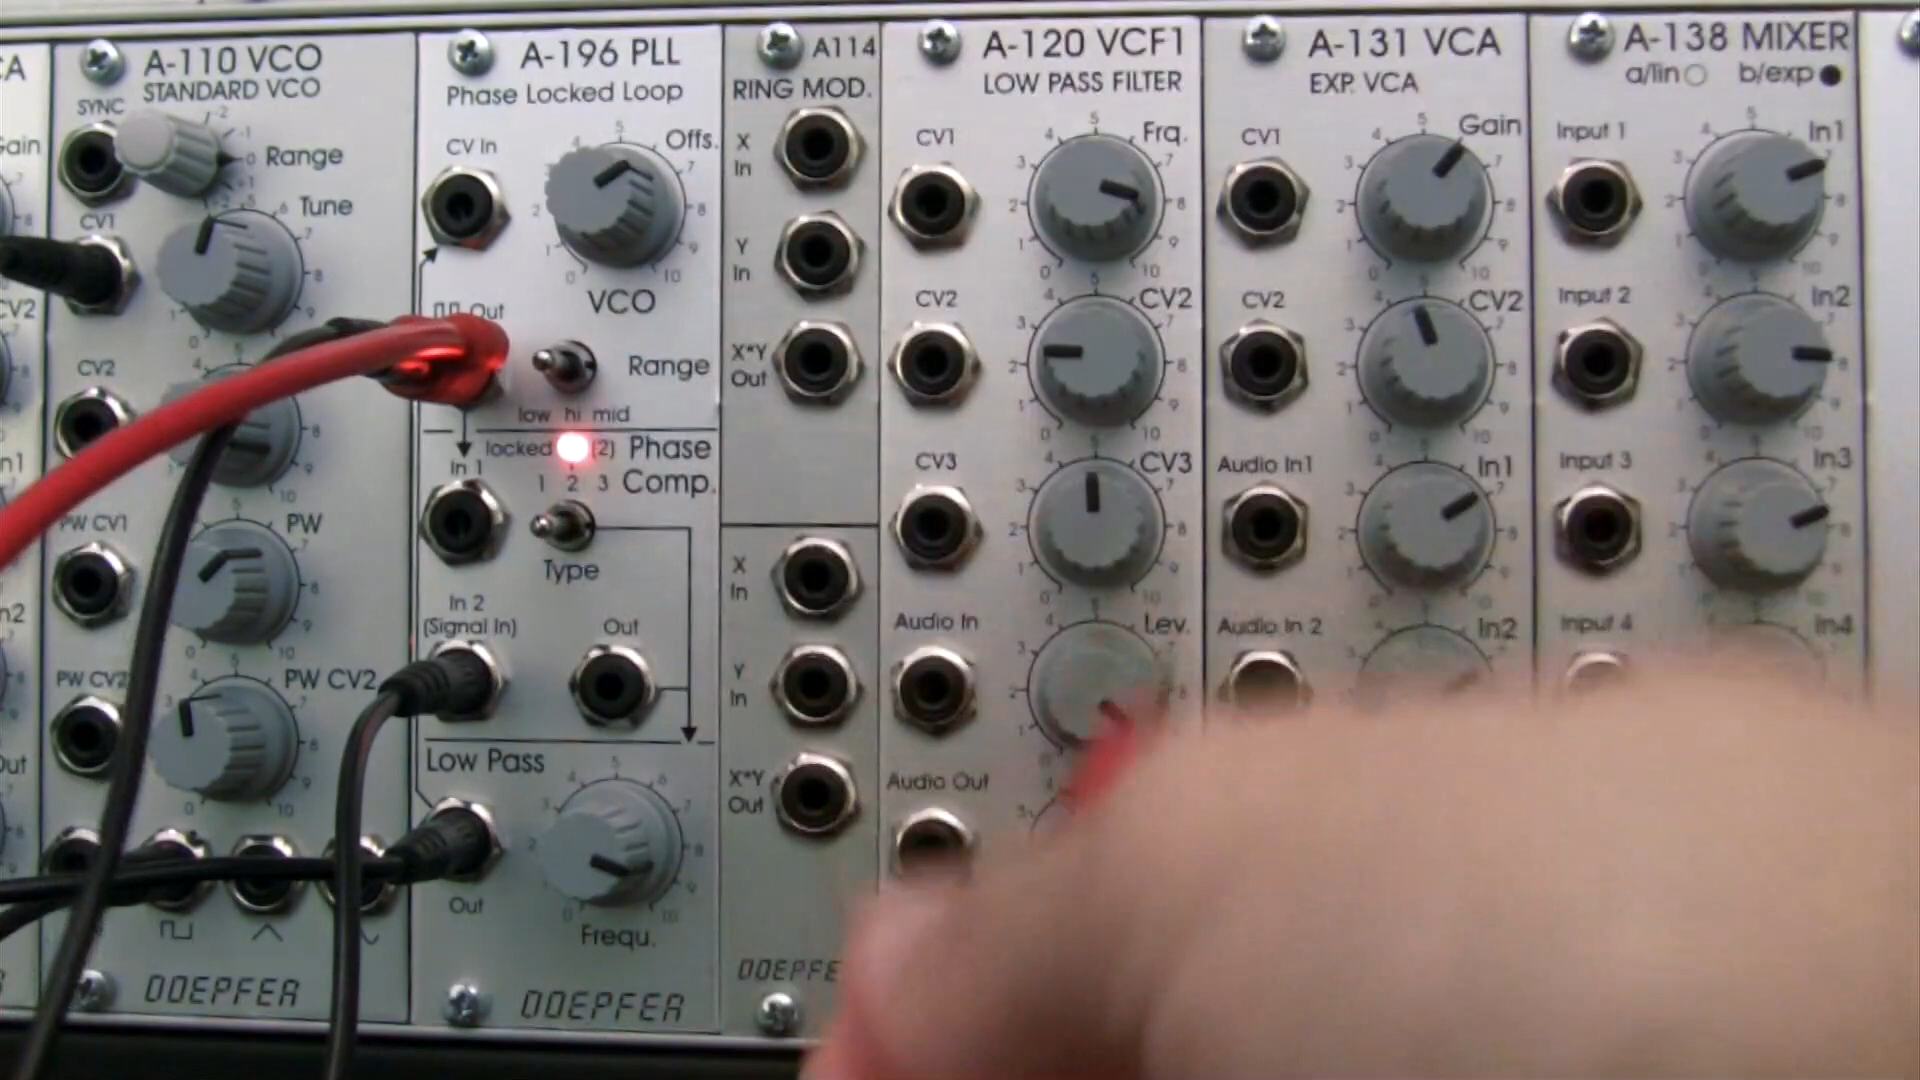 A-110 VCO
STANDARD VCO
SYNC
Range
Tune
CV1
CV2
PW CV1
PW
PW CV2
PW CV2
DOEPFER
A-196 PLL
Phase Locked Loop
CV In
Offs.
VCO
Out
Range
low hi mid
locked (2) Phase
1 2 3 Comp.
In 1
Type
In 2
(Signal In)
Out
Low Pass
Out
Frequ.
DOEPFER
A114
RING MOD.
X
In
Y
In
X*Y
Out
X
In
Y
In
X*Y
Out
DOEPFE
A-120 VCF1
LOW PASS FILTER
CV1
Frq.
CV2
CV2
CV3
CV3
Audio In
Lev.
Audio Out
A-131 VCA
EXP. VCA
CV1
Gain
CV2
CV2
Audio In1
In1
Audio In 2
In2
A-138 MIXER
a/lin b/exp
Input 1
In1
Input 2
In2
Input 3
In3
Input 4
In4